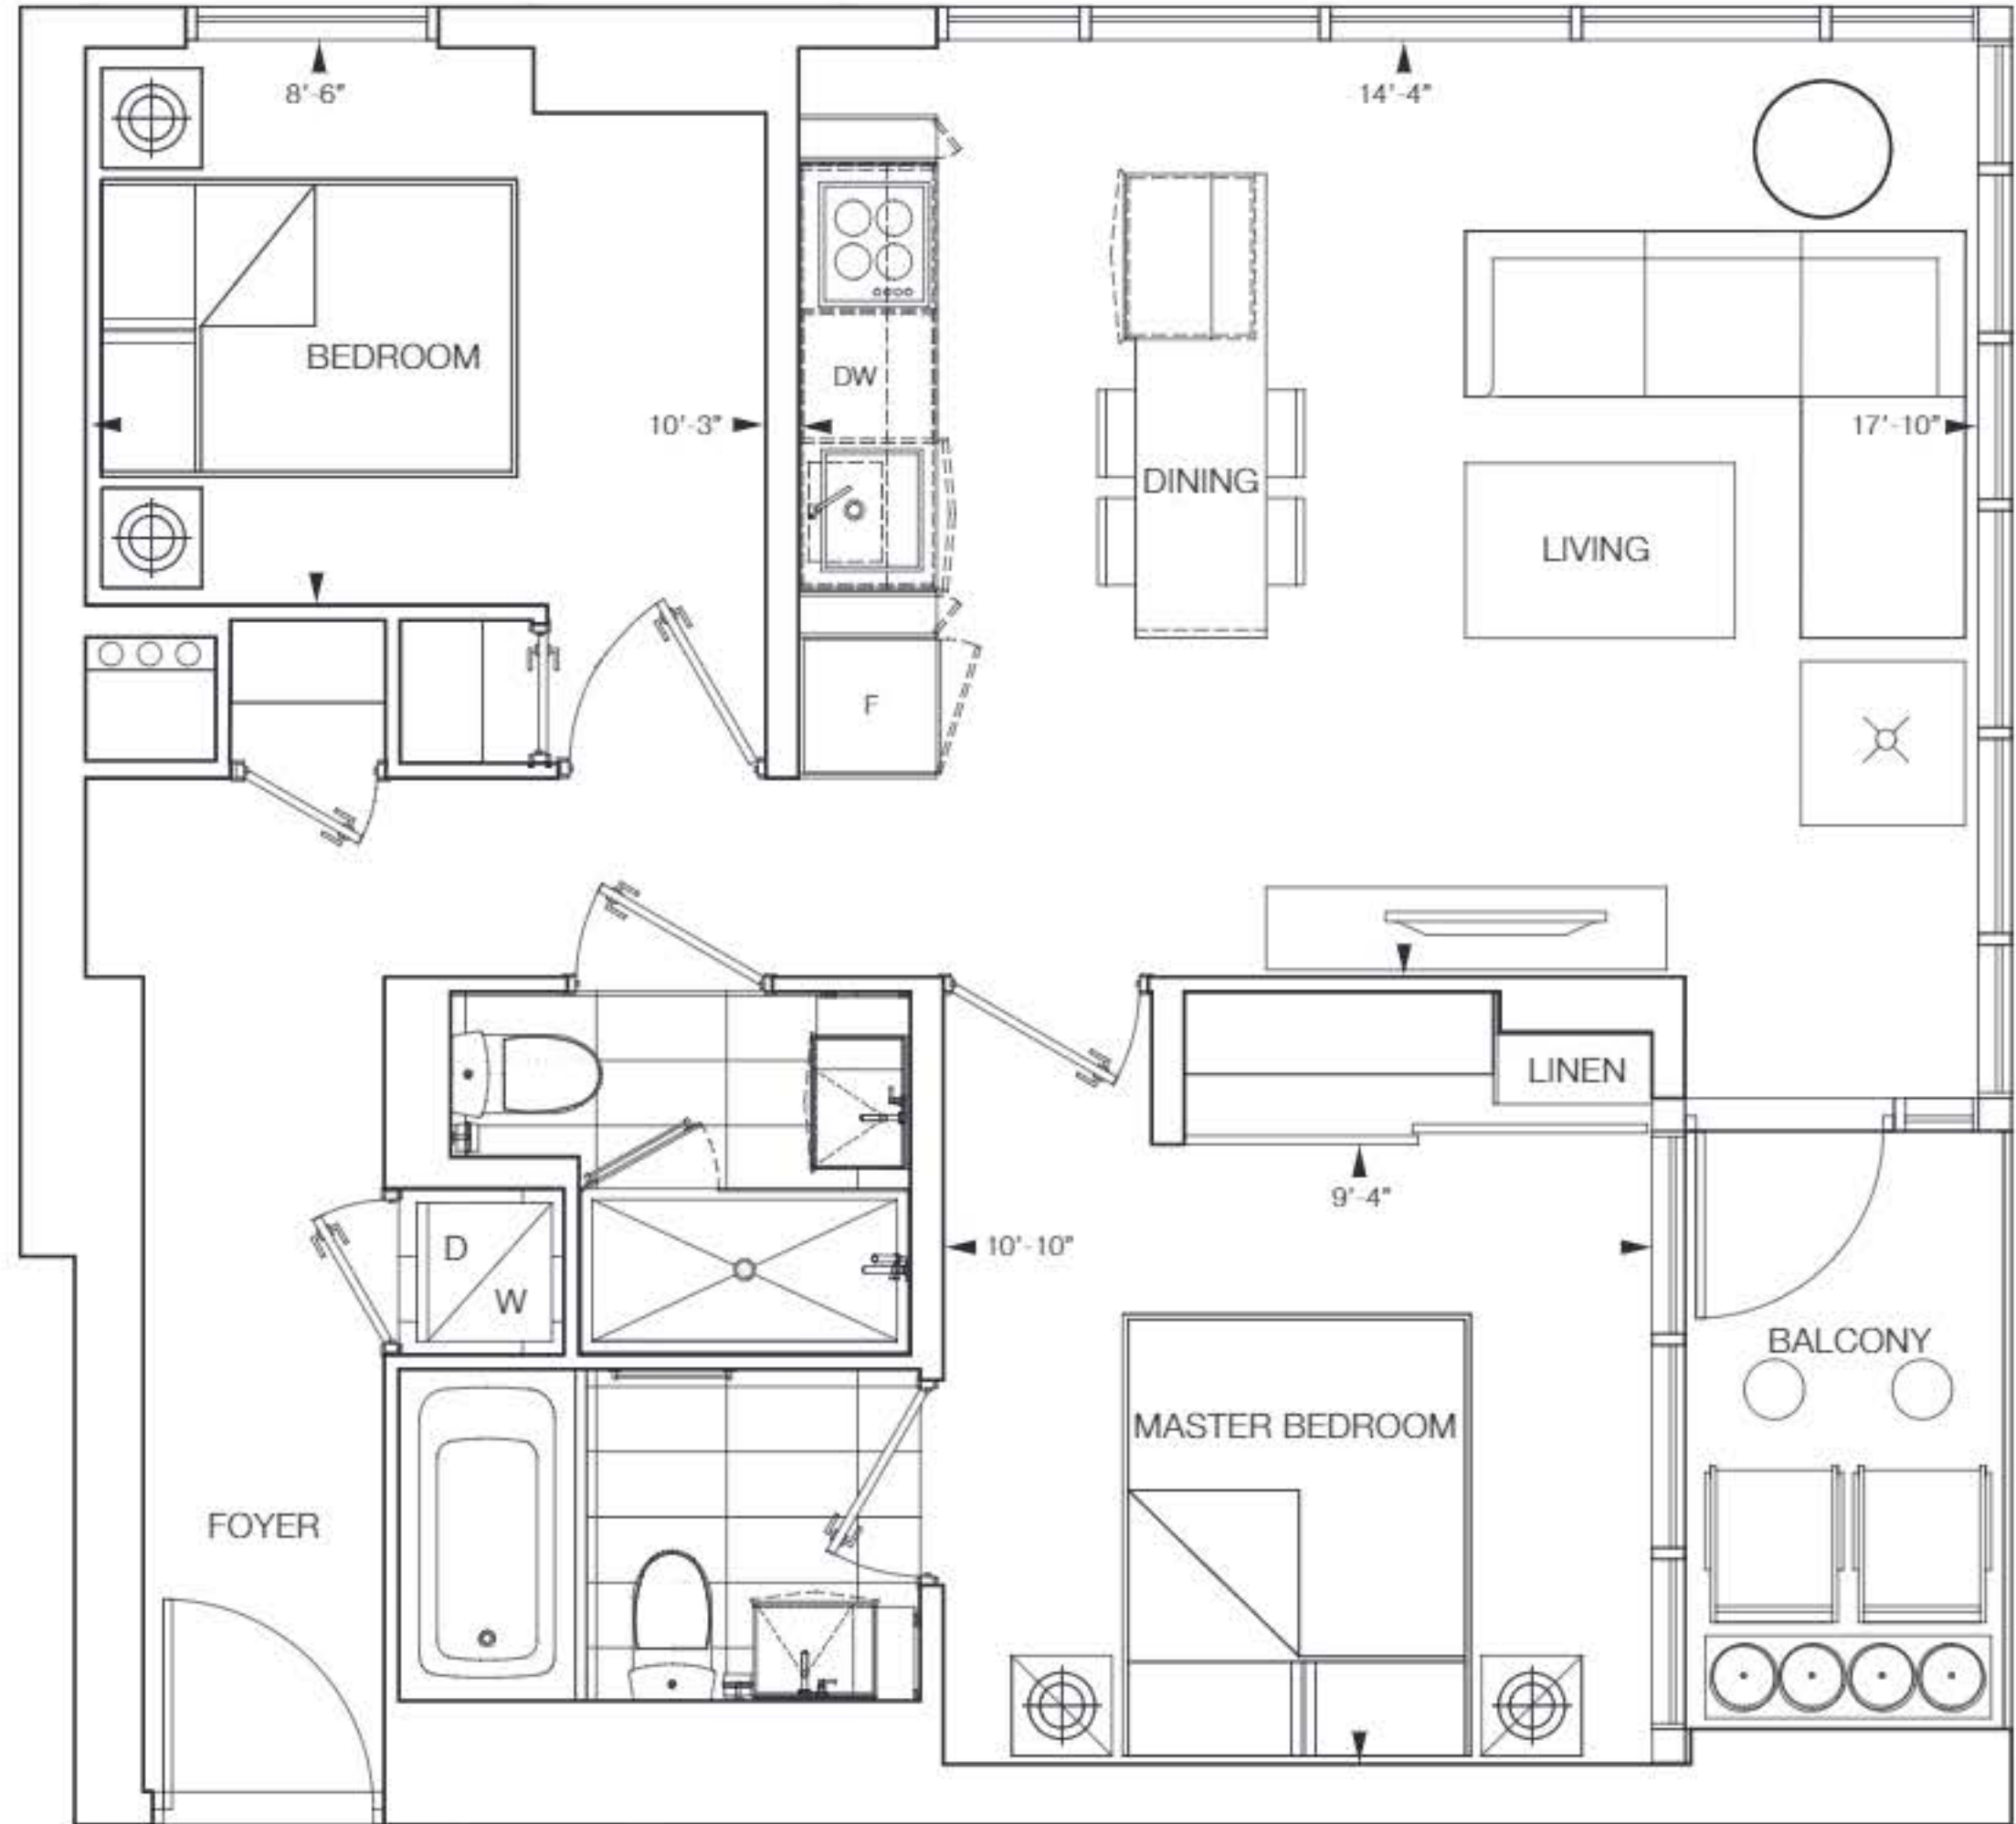 8'-6"
14'-4"
BEDROOM
DW
10'-3"
17'-10"
DINING
LIVING
F
LINEN
9'-4"
10'-10"
D
W
BALCONY
MASTER BEDROOM
FOYER